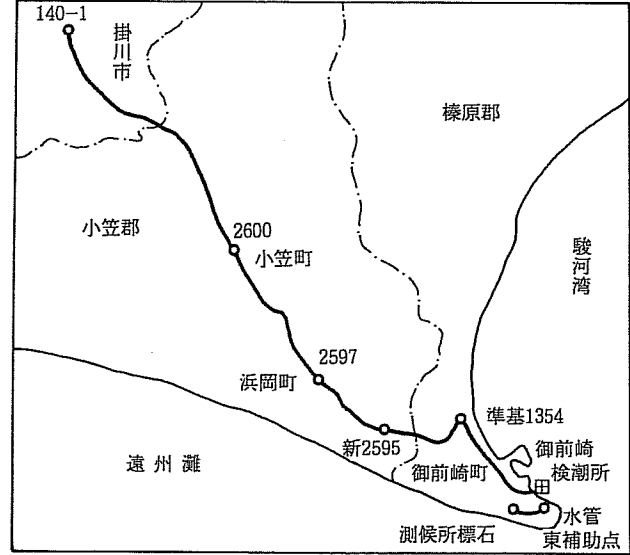 140-1
掛川市
榛原郡
小笠郡
2600
小笠町
駿河湾
2597
浜岡町
準基1354
新2595
御前崎
遠州灘
御前崎町
検潮所
水管
測候所標石
東補助点